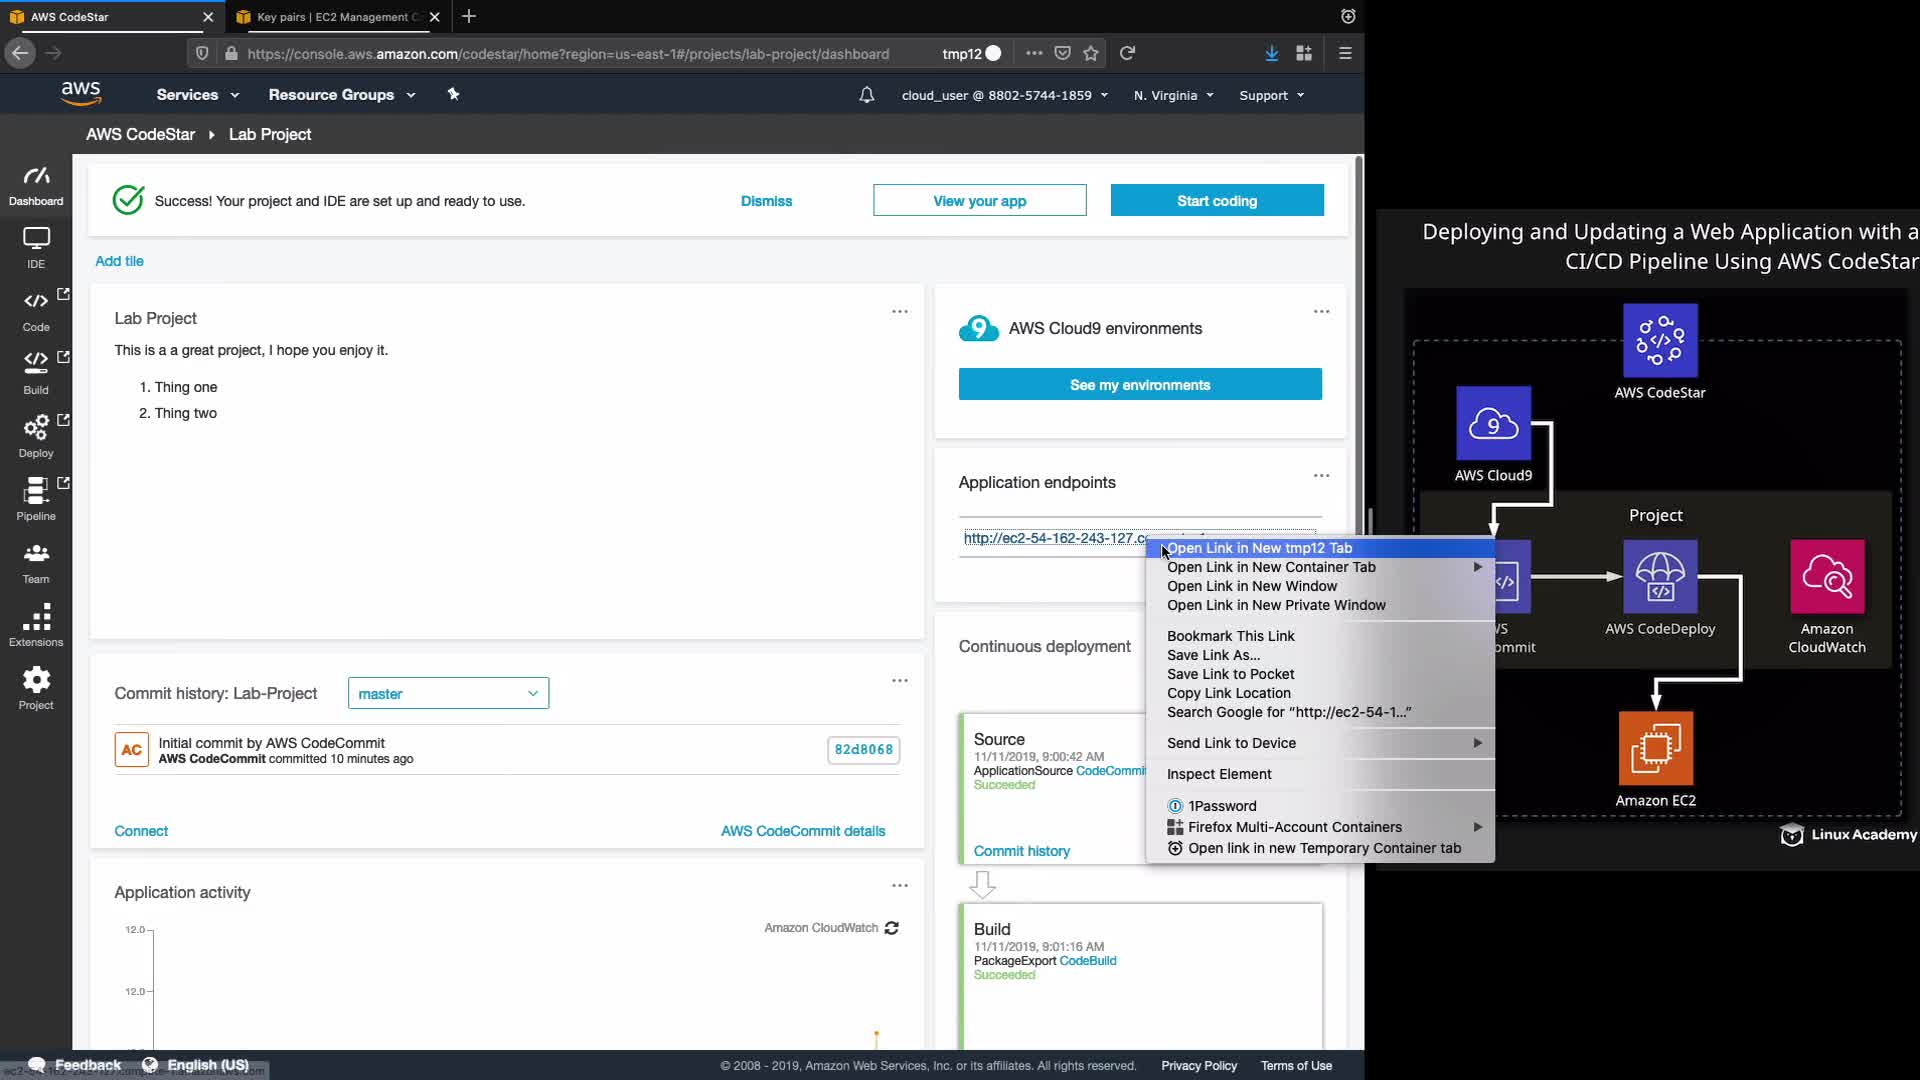 AWS CodeStar
Key pairs | EC2 Management C
https://console.aws.amazon.com/codestar/home?region=us-east-1#/projects/lab-project/dashboard
tmp12
aws
Services
Resource Groups
cloud_user @ 8802-5744-1859
N. Virginia
Support
AWS CodeStar
Lab Project
Dashboard
IDE
Code
Build
Deploy
Pipeline
Team
Extensions
Project
Success! Your project and IDE are set up and ready to use.
Dismiss
View your app
Start coding
Add tile
Lab Project
This is a a great project, I hope you enjoy it.
1. Thing one
2. Thing two
AWS Cloud9 environments
9
See my environments
Application endpoints
http://ec2-54-162-243-127.co
Open Link in New tmp12 Tab
Open Link in New Container Tab
Open Link in New Window
Open Link in New Private Window
Bookmark This Link
Save Link As...
Save Link to Pocket
Copy Link Location
Search Google for “http://ec2-54-1...”
Send Link to Device
Inspect Element
1Password
Firefox Multi-Account Containers
Open link in new Temporary Container tab
Continuous deployment
Source
11/11/2019, 9:00:42 AM
ApplicationSource CodeCommit
Succeeded
Commit history
Build
11/11/2019, 9:01:16 AM
PackageExport CodeBuild
Succeeded
Commit history: Lab-Project
master
AC
Initial commit by AWS CodeCommit
AWS CodeCommit committed 10 minutes ago
82d8068
Connect
AWS CodeCommit details
Application activity
Amazon CloudWatch
12.0
12.0
Feedback
English (US)
© 2008 - 2019, Amazon Web Services, Inc. or its affiliates. All rights reserved.
Privacy Policy
Terms of Use
Deploying and Updating a Web Application with a
CI/CD Pipeline Using AWS CodeStar
AWS CodeStar
9
AWS Cloud9
Project
WS
ommit
AWS CodeDeploy
Amazon
CloudWatch
Amazon EC2
Linux Academy